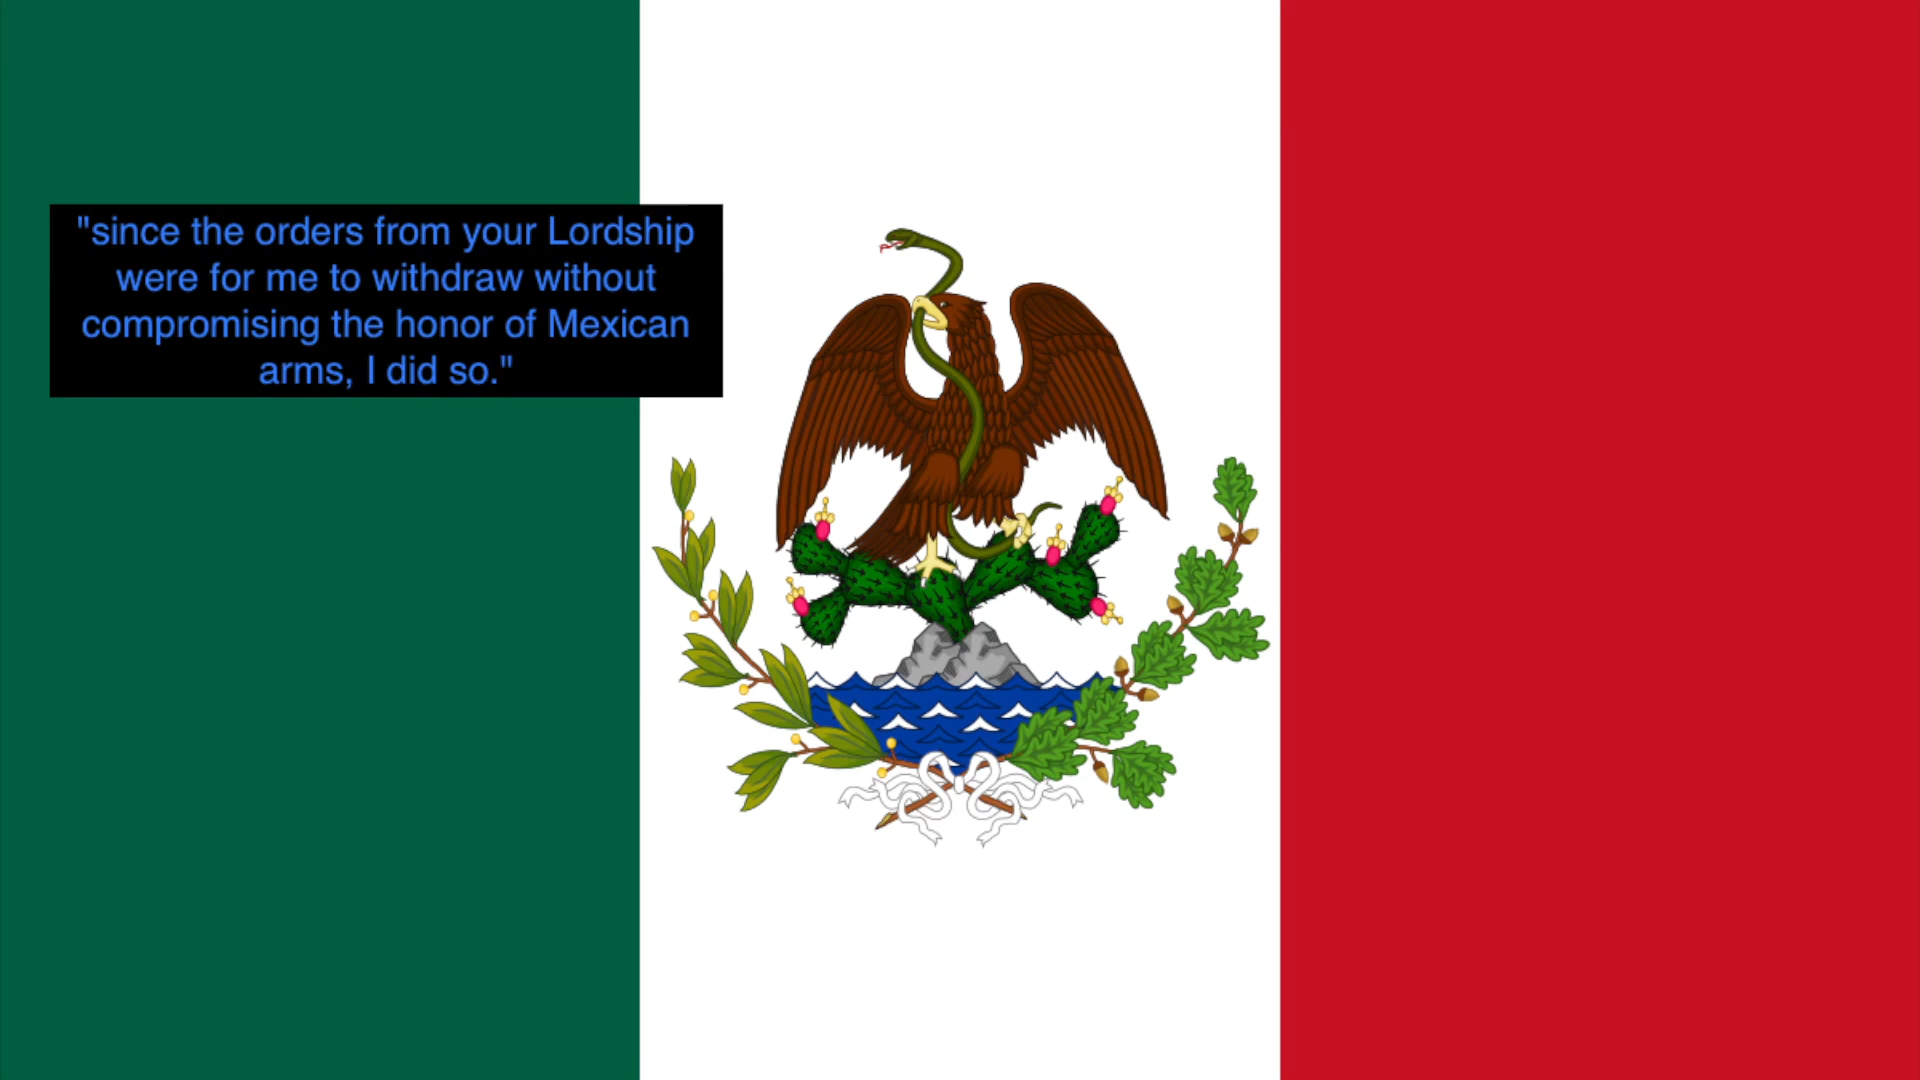 "since the orders from your Lordship
were for me to withdraw without
compromising the honor of Mexican
arms, I did so."